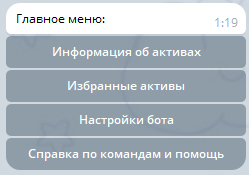 Главное меню:
1:19
Информация об активах
Избранные активы
Настройки бота
Справка по командам и помощь